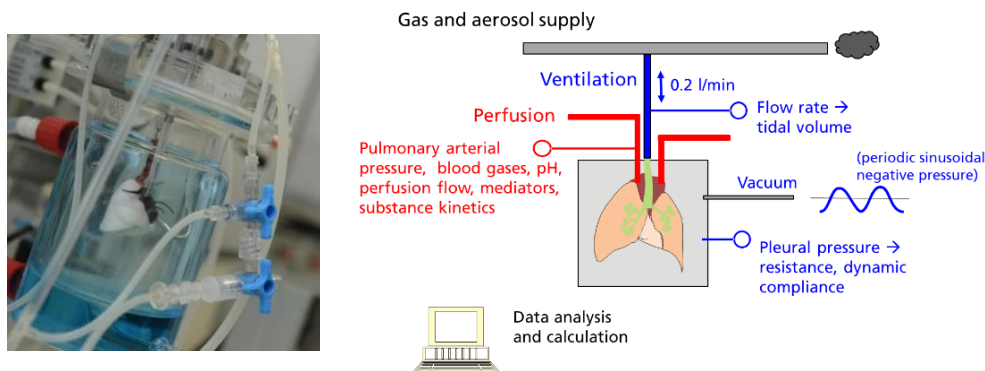 Gas and aerosol supply
Ventilation
0.2 l/min
Perfusion
Flow rate →
tidal volume
Pulmonary arterial
pressure, blood gases, pH,
perfusion flow, mediators,
substance kinetics
(periodic sinusoidal
negative pressure)
Vacuum
Pleural pressure →
resistance, dynamic
compliance
Data analysis
and calculation